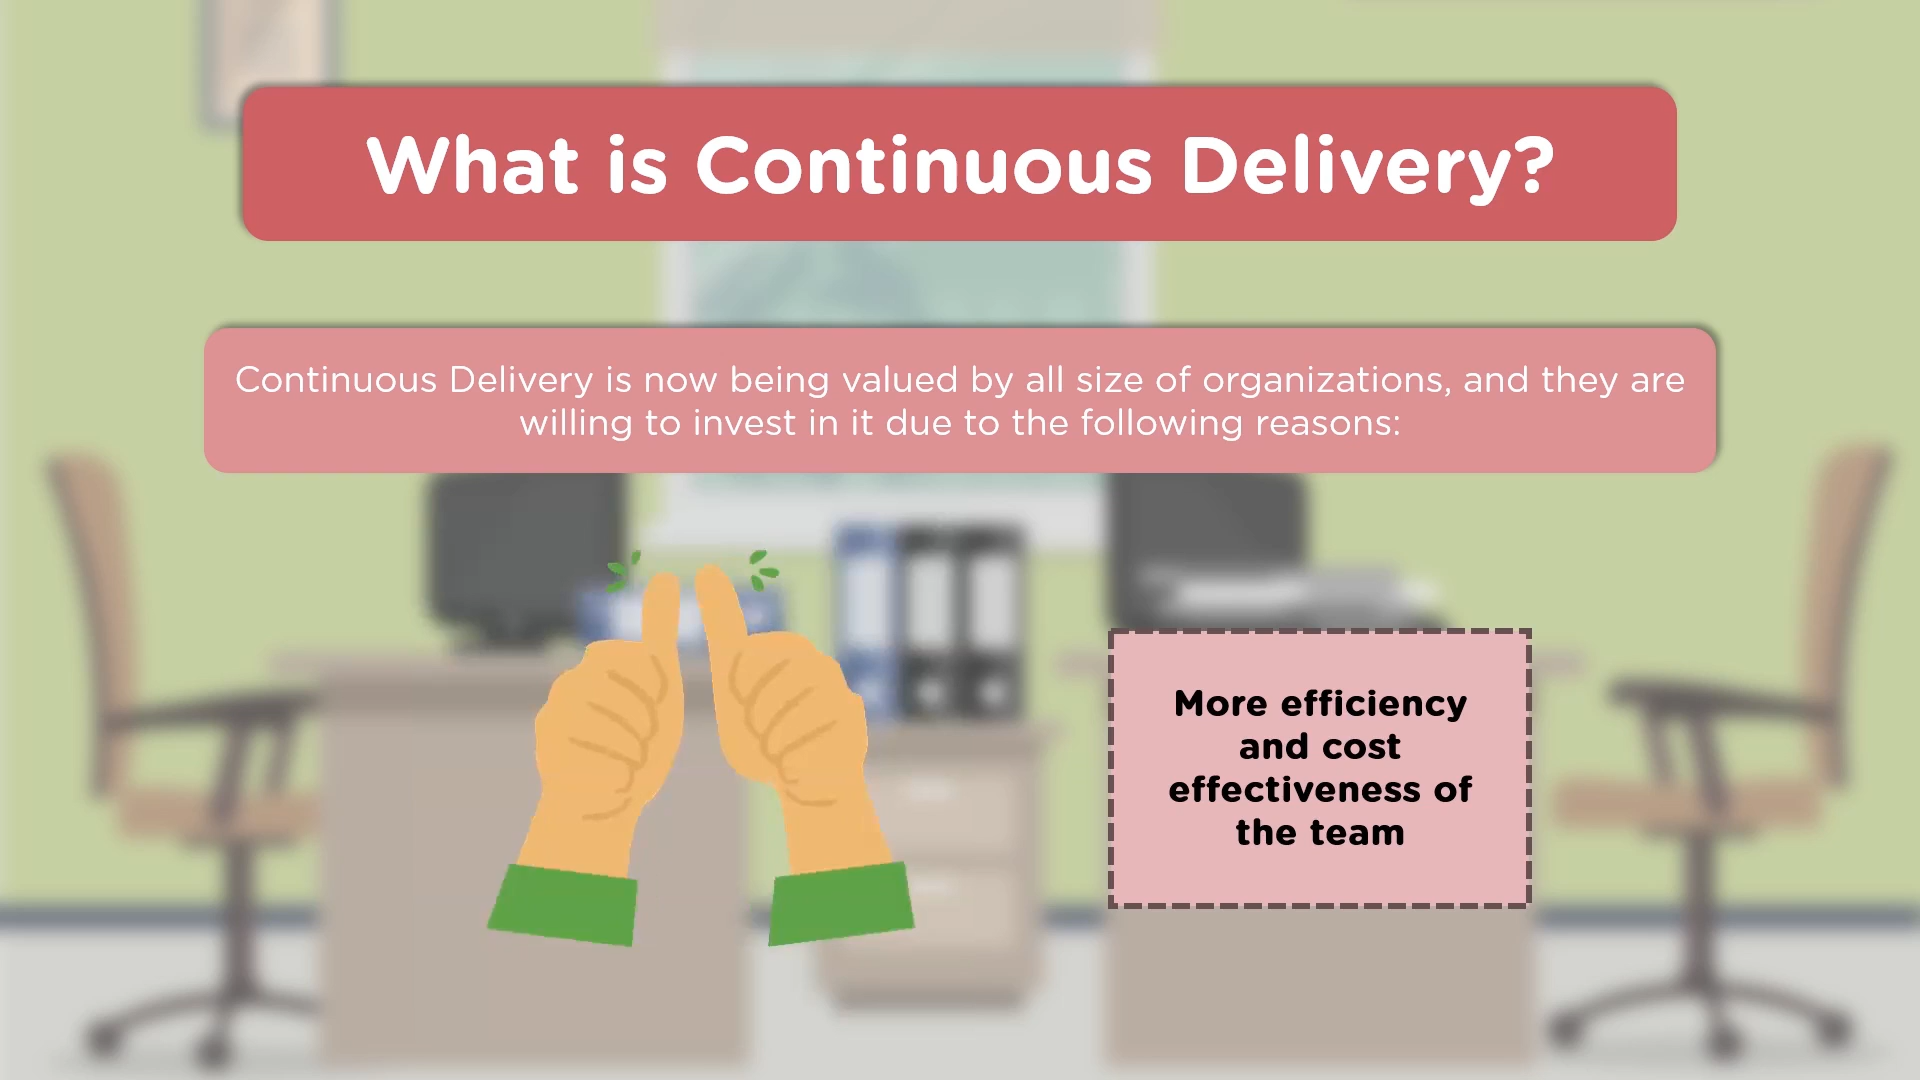 What is Continuous Delivery?
Continuous Delivery is now being valued by all size of organizations, and they are
willing to invest in it due to the following reasons:
More efficiency
and cost
effectiveness of
the team